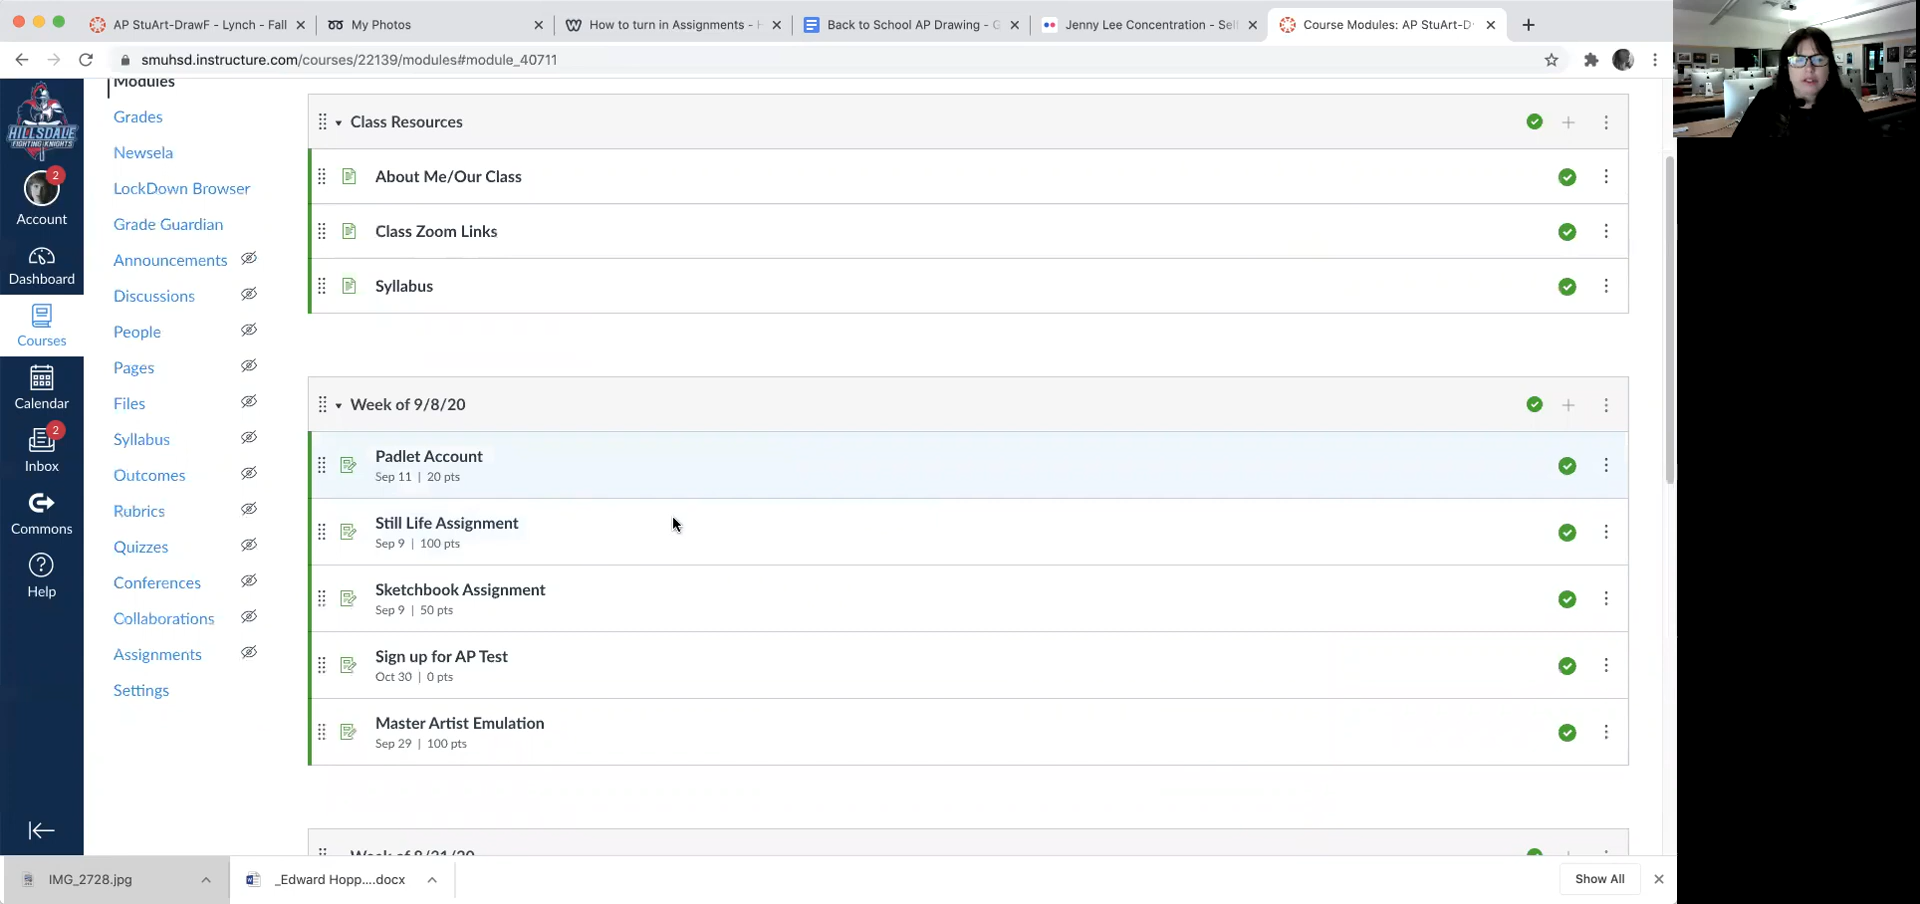 AP StuArt-DrawF - Lynch - Fall
My Photos
How to turn in Assignments -
Back to School AP Drawing - G
Jenny Lee Concentration - Sel
Course Modules: AP StuArt-D
smuhsd.instructure.com/courses/22139/modules#module_40711
HILLSDALE
FIGHTING KNIGHTS
2
Account
Dashboard
Courses
Calendar
2
Inbox
Commons
Help
Modules
Grades
Newsela
LockDown Browser
Grade Guardian
Announcements
Discussions
People
Pages
Files
Syllabus
Outcomes
Rubrics
Quizzes
Conferences
Collaborations
Assignments
Settings
Class Resources
About Me/Our Class
Class Zoom Links
Syllabus
Week of 9/8/20
Padlet Account
Sep 11 | 20 pts
Still Life Assignment
Sep 9 | 100 pts
Sketchbook Assignment
Sep 9 | 50 pts
Sign up for AP Test
Oct 30 | 0 pts
Master Artist Emulation
Sep 29 | 100 pts
Week of 8/31/20
IMG_2728.jpg
_Edward Hopp....docx
Show All